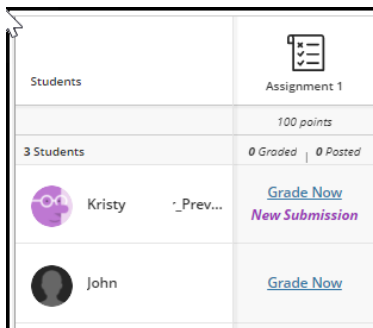 Students
Assignment 1
100 points
3 Students
0 Graded | 0 Posted
Kristy _Prev...
Grade Now
New Submission
John
Grade Now